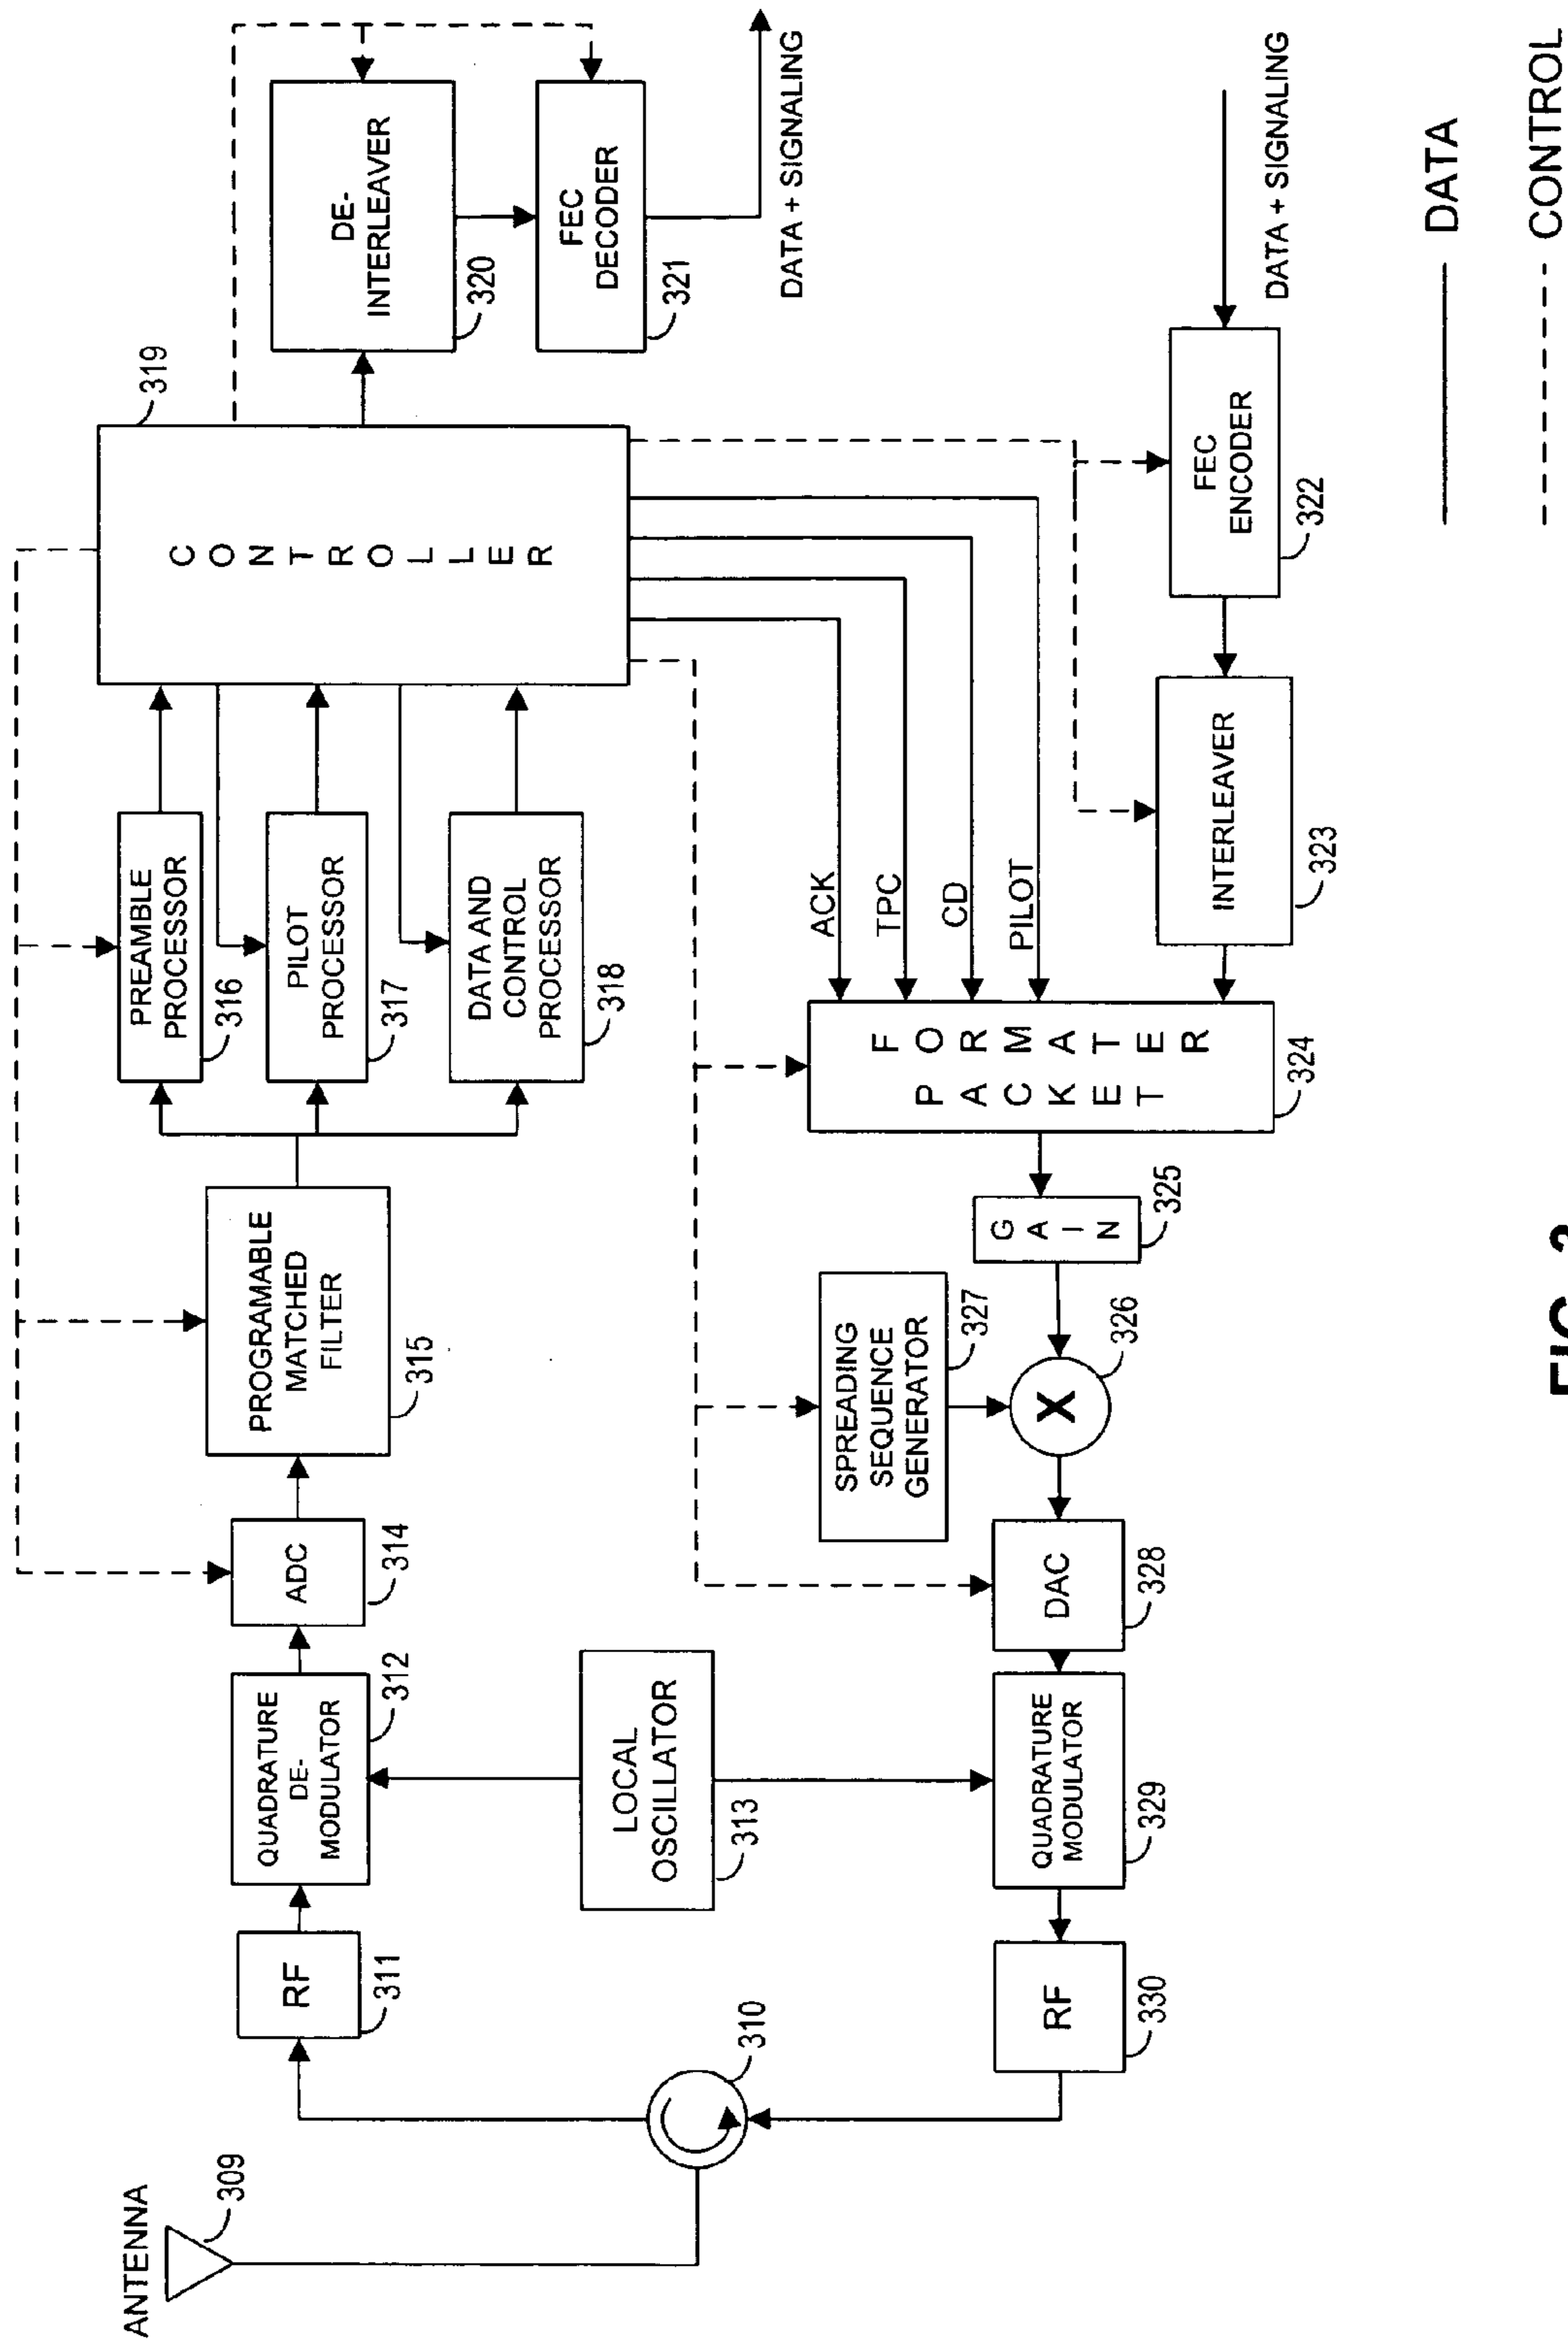 ANTENNA
309
310
RF
311
QUADRATURE
DE-
MODULATOR
312
LOCAL
OSCILLATOR
313
ADC
314
PROGRAMABLE
MATCHED
FILTER
315
PREAMBLE
PROCESSOR
316
PILOT
PROCESSOR
317
DATA AND
CONTROL
PROCESSOR
318
CONTROLLER
319
DE-
INTERLEAVER
320
FEC
DECODER
321
DATA + SIGNALING
ACK
TPC
CD
PILOT
DATA + SIGNALING
FEC
ENCODER
322
INTERLEAVER
323
PACKET
FORMATER
324
GAIN
325
X
326
SPREADING
SEQUENCE
GENERATOR
327
DAC
328
QUADRATURE
MODULATOR
329
RF
330
DATA
CONTROL